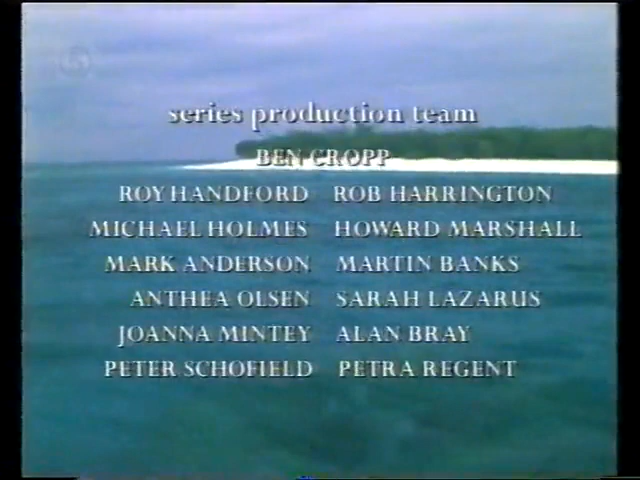 series production team
BEN CROPP
ROY HANDFORD ROB HARRINGTON
MICHAEL HOLMES HOWARD MARSHALL
MARK ANDERSON MARTIN BANKS
ANTHEA OLSEN SARAH LAZARUS
JOANNA MINTEY ALAN BRAY
PETER SCHOFIELD PETRA REGENT